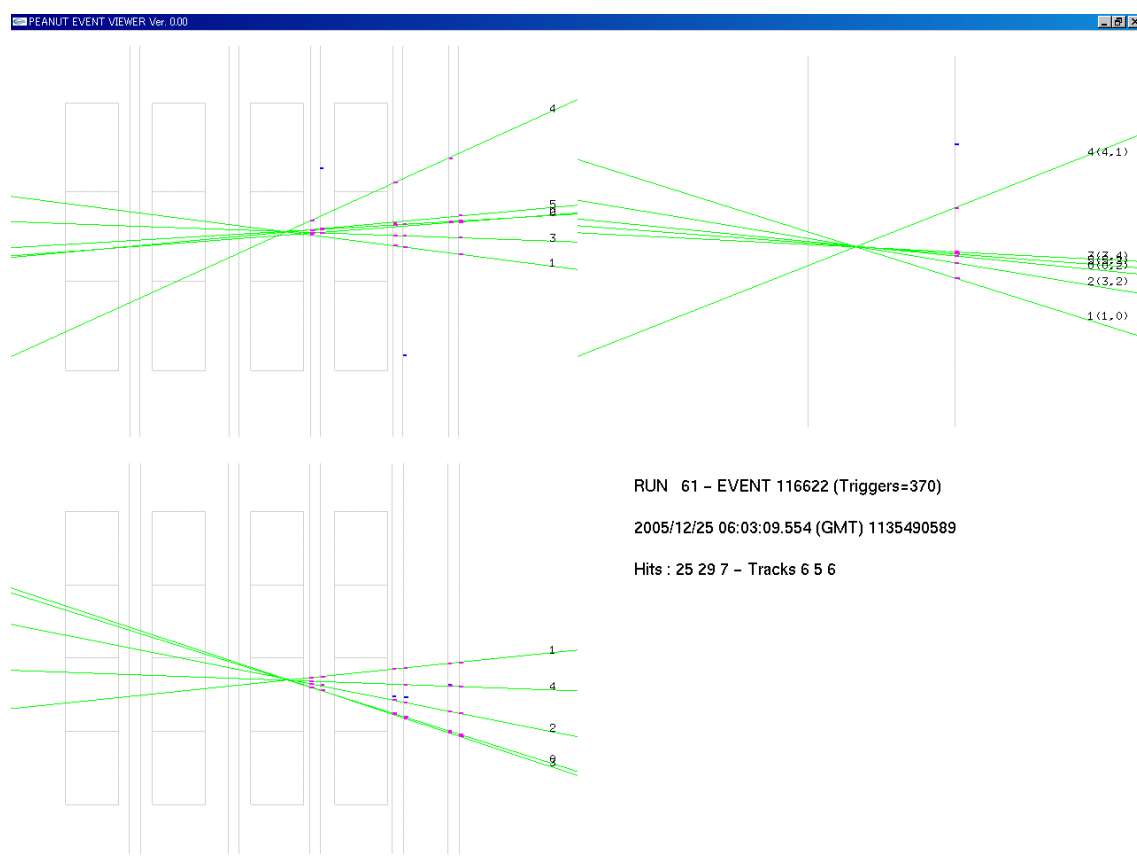 PEANUT EVENT VIEWER Ver. 0.00
4
5
3
1
4(4,1)
2(3,2)
1(1,0)
1
4
2
3
RUN 61 – EVENT 116622 (Triggers=370)
2005/12/25 06:03:09.554 (GMT) 1135490589
Hits : 25 29 7 – Tracks 6 5 6